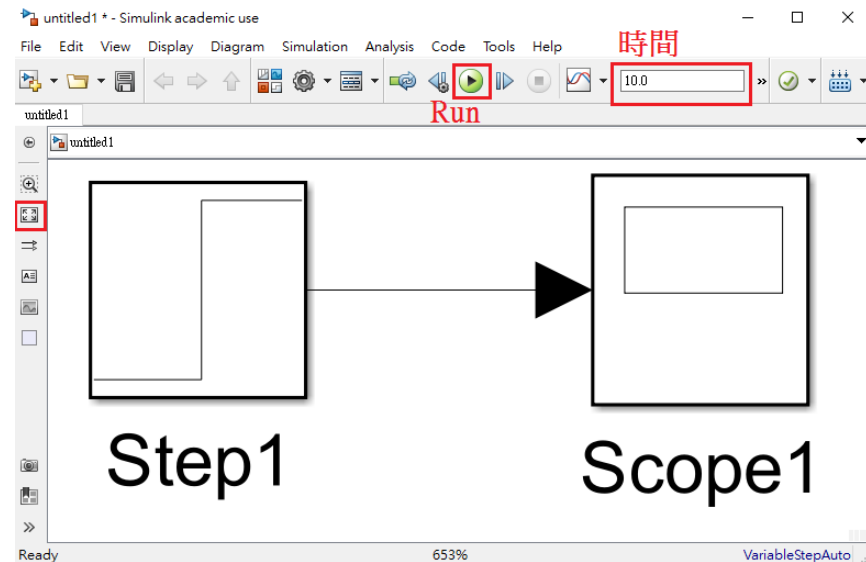 untitled1 * - Simulink academic use
File Edit View Display Diagram Simulation Analysis Code Tools Help
時間
10.0
Run
untitled1
untitled1
Step1
Scope1
Ready 653% VariableStepAuto